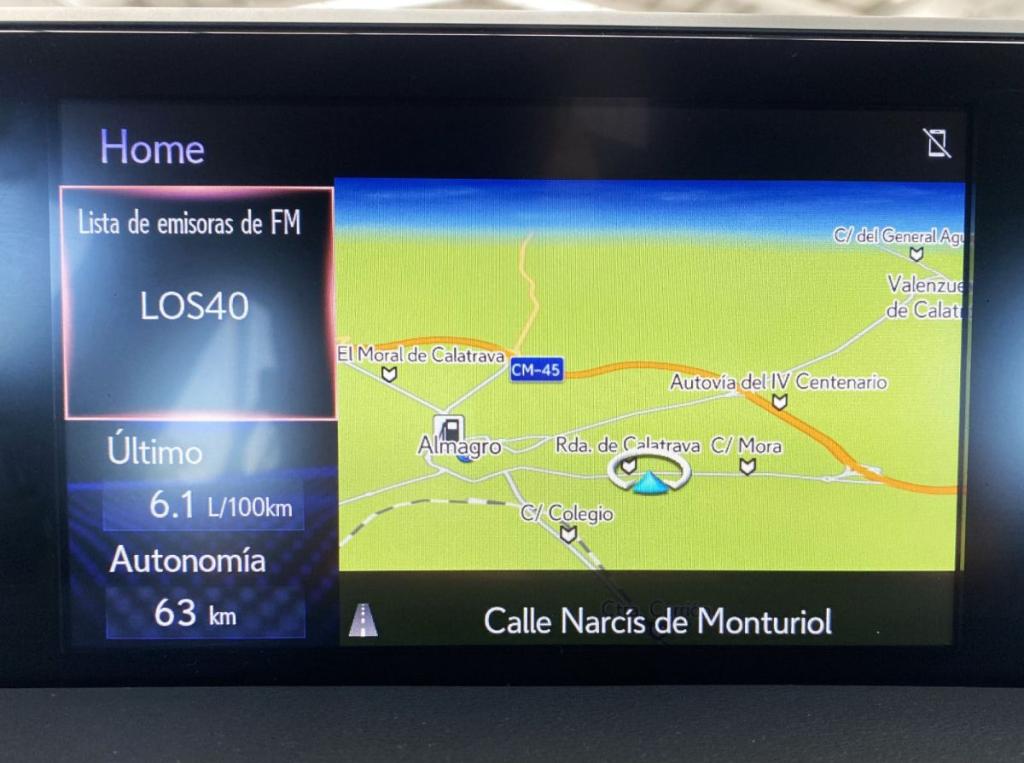 Home
Lista de emisoras de FM
LOS40
Último
6.1 L/100km
Autonomía
63 km
C/ del General Agu
Valenzue
de Calatr
El Moral de Calatrava
CM-45
Autovía del IV Centenario
Almagro
Rda. de Calatrava
C/ Mora
C/ Colegio
Calle Narcís de Monturiol